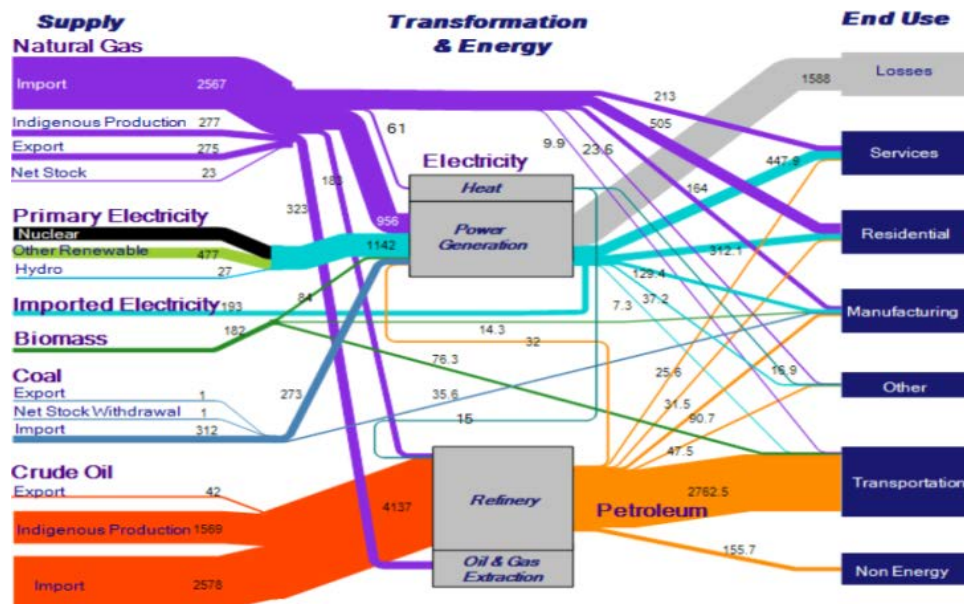 Supply
Transformation
& Energy
End Use
Natural Gas
Import 2567
Indigenous Production 277
Export 275
Net Stock 23
Primary Electricity
Nuclear
Other Renewable 477
Hydro 27
Imported Electricity 193
Biomass 182
Coal
Export 1
Net Stock Withdrawal 1
Import 312
Crude Oil
Export 42
Indigenous Production 1569
Import 2578
61
183
323
956
1142
84
273
4137
Electricity
Heat
Power
Generation
14.3
32
76.3
35.6
15
Refinery
Oil & Gas
Extraction
Petroleum
1588
213
505
9.9
23.6
447.9
164
312.1
129.4
37.2
7.3
16.9
25.6
31.5
90.7
47.5
2762.5
155.7
Losses
Services
Residential
Manufacturing
Other
Transportation
Non Energy